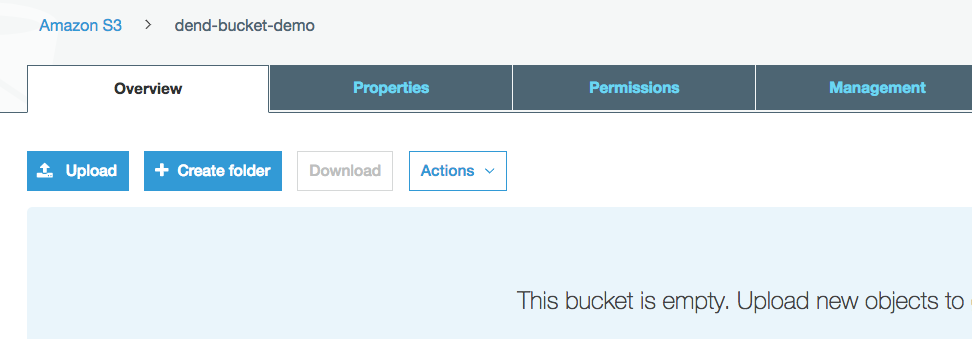 Amazon S3 > dend-bucket-demo
Overview Properties Permissions Management
Upload Create folder Download Actions
This bucket is empty. Upload new objects to